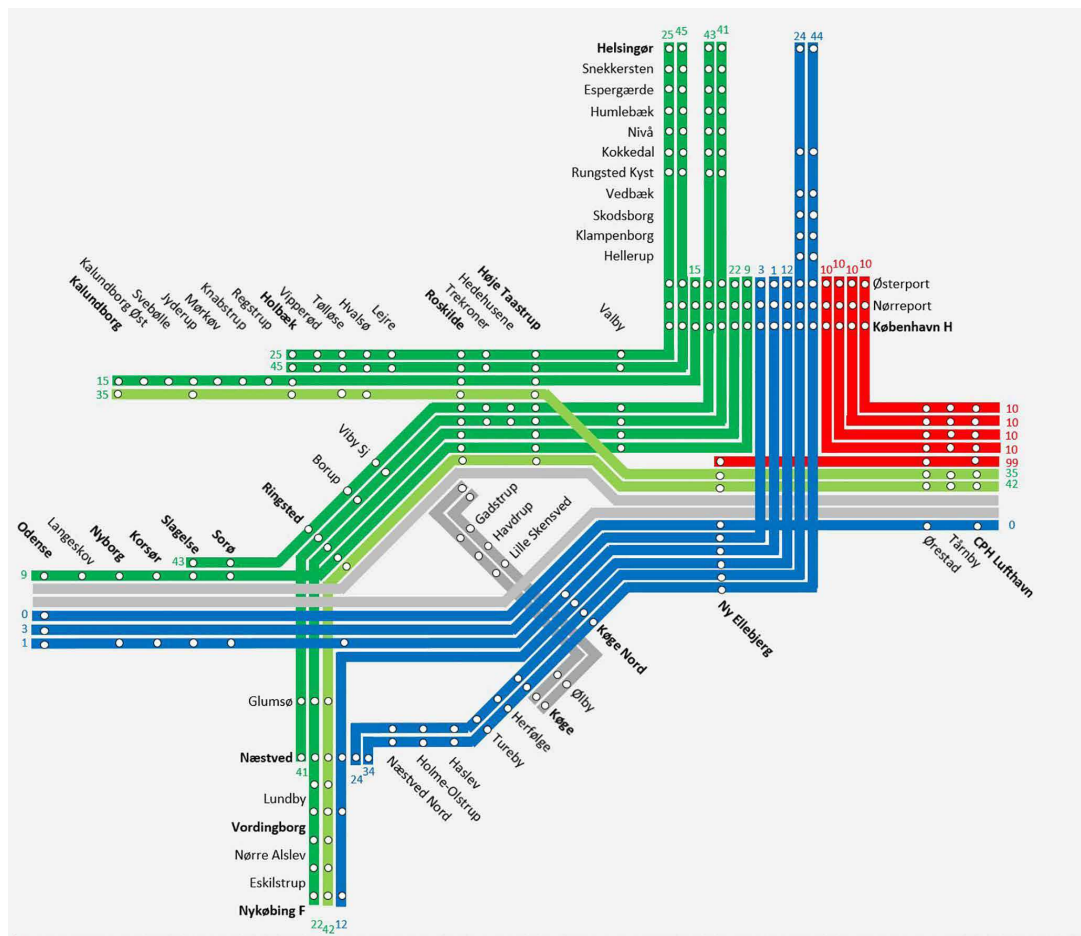 25 45 43 41 24 44
Helsingør
Snekkersten
Espergærde
Humlebæk
Nivå
Kokkedal
Rungsted Kyst
Vedbæk
Skodsborg
Klampenborg
Hellerup
15 22 9 3 1 12 10 10 10 10
Østerport
Nørreport
København H
Kalundborg
Kalundborg Øst
Svebølle
Jyderup
Mørkøv
Knabstrup
Regstrup
Holbæk
Vipperød
Tølløse
Hvalsø
Lejre
Roskilde
Trekroner
Hedehusene
Høje Taastrup
Valby
25
45
15
35
10
10
10
10
99
35
42
0
Viby Sj
Borup
Ringsted
Gadstrup
Havdrup
Lille Skensved
Odense
Langeskov
Nyborg
Korsør
Slagelse
Sorø
43
9
0
3
1
Ørestad
Tårnby
CPH Lufthavn
Ny Ellebjerg
Køge Nord
Ølby
Køge
Herfølge
Tureby
Haslev
Holme-Olstrup
Næstved Nord
Glumsø
Næstved
41 24 34
Lundby
Vordingborg
Nørre Alslev
Eskilstrup
Nykøbing F
22 42 12